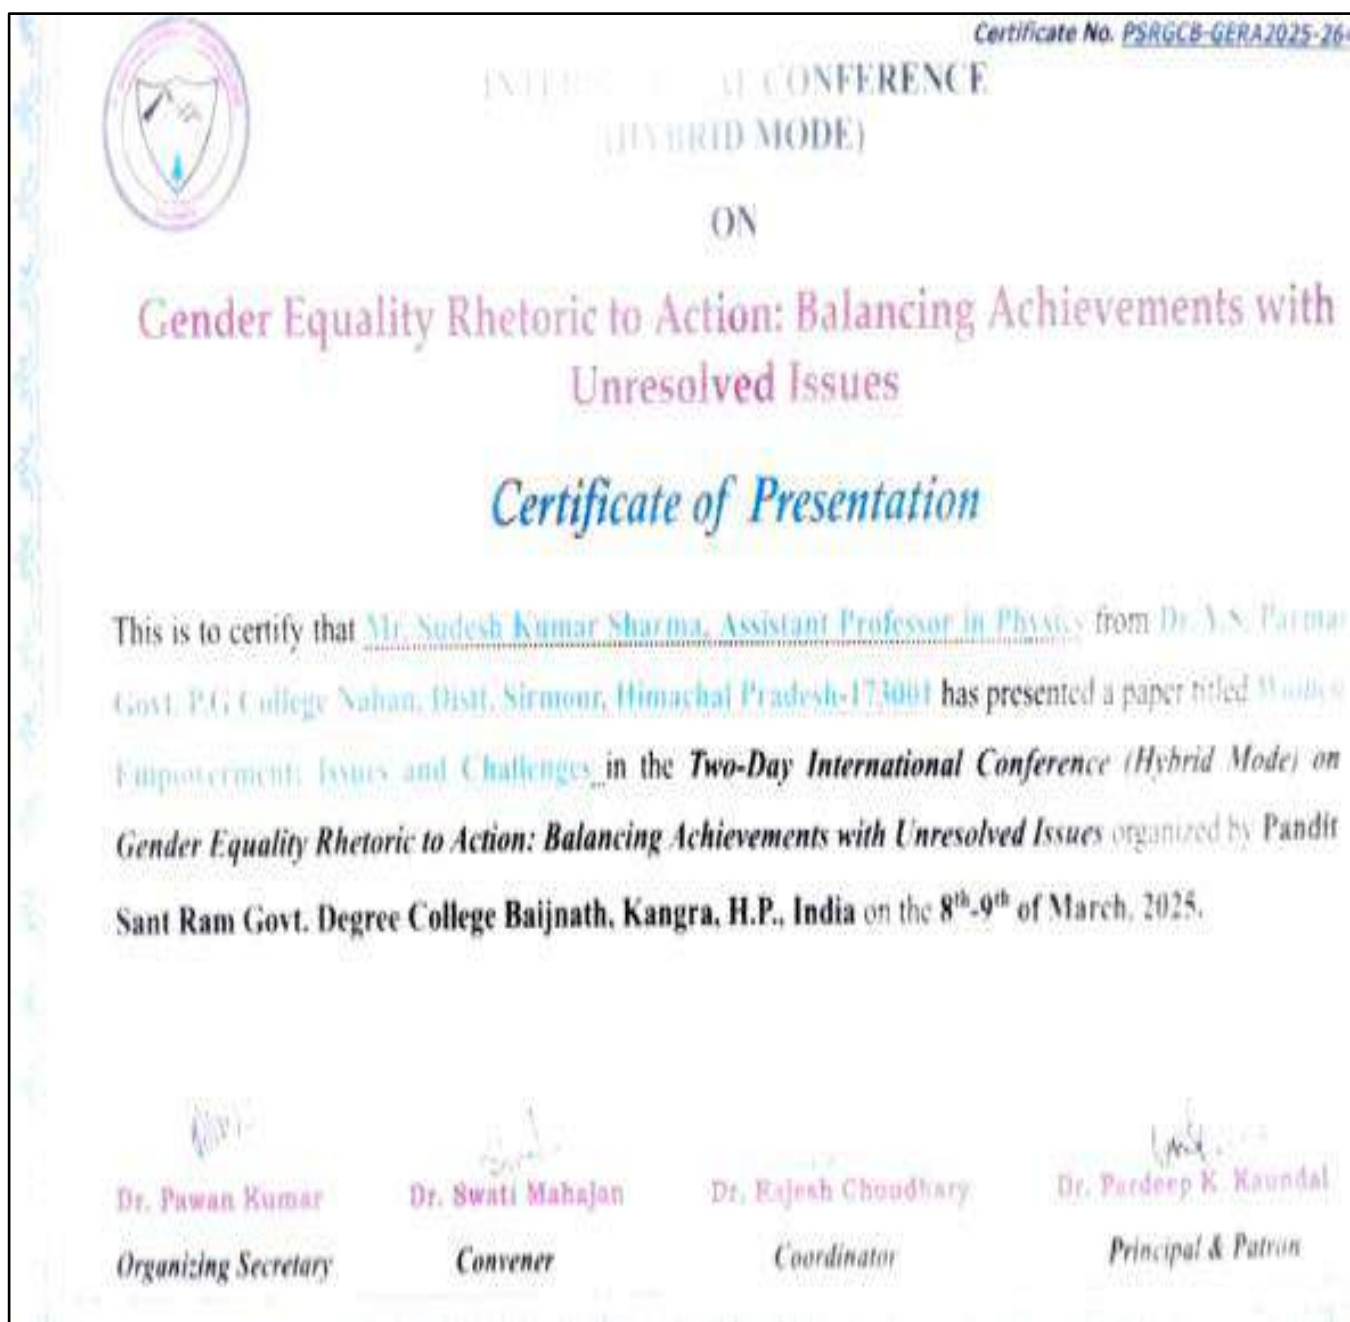 Certificate No. PSRGCB-GERA2025-264
CONFERENCE
(HYBRID MODE)
ON
Gender Equality Rhetoric to Action: Balancing Achievements with
Unresolved Issues
Certificate of Presentation
This is to certify that Mr. Sudesh Kumar Sharma, Assistant Professor in Physics from Dr. Y.S. Parmar
Govt. P.G College Nahan, Distt. Sirmour, Himachal Pradesh-173001 has presented a paper titled
Empowerment: Issues and Challenges in the Two-Day International Conference (Hybrid Mode) on
Gender Equality Rhetoric to Action: Balancing Achievements with Unresolved Issues organized by Pandit
Sant Ram Govt. Degree College Baijnath, Kangra, H.P., India on the 8th-9th of March, 2025.
Dr. Pawan Kumar Dr. Swati Mahajan Dr. Rajesh Choudhary Dr. Pardeep K. Kaundal
Organizing Secretary Convener Coordinator Principal & Patron